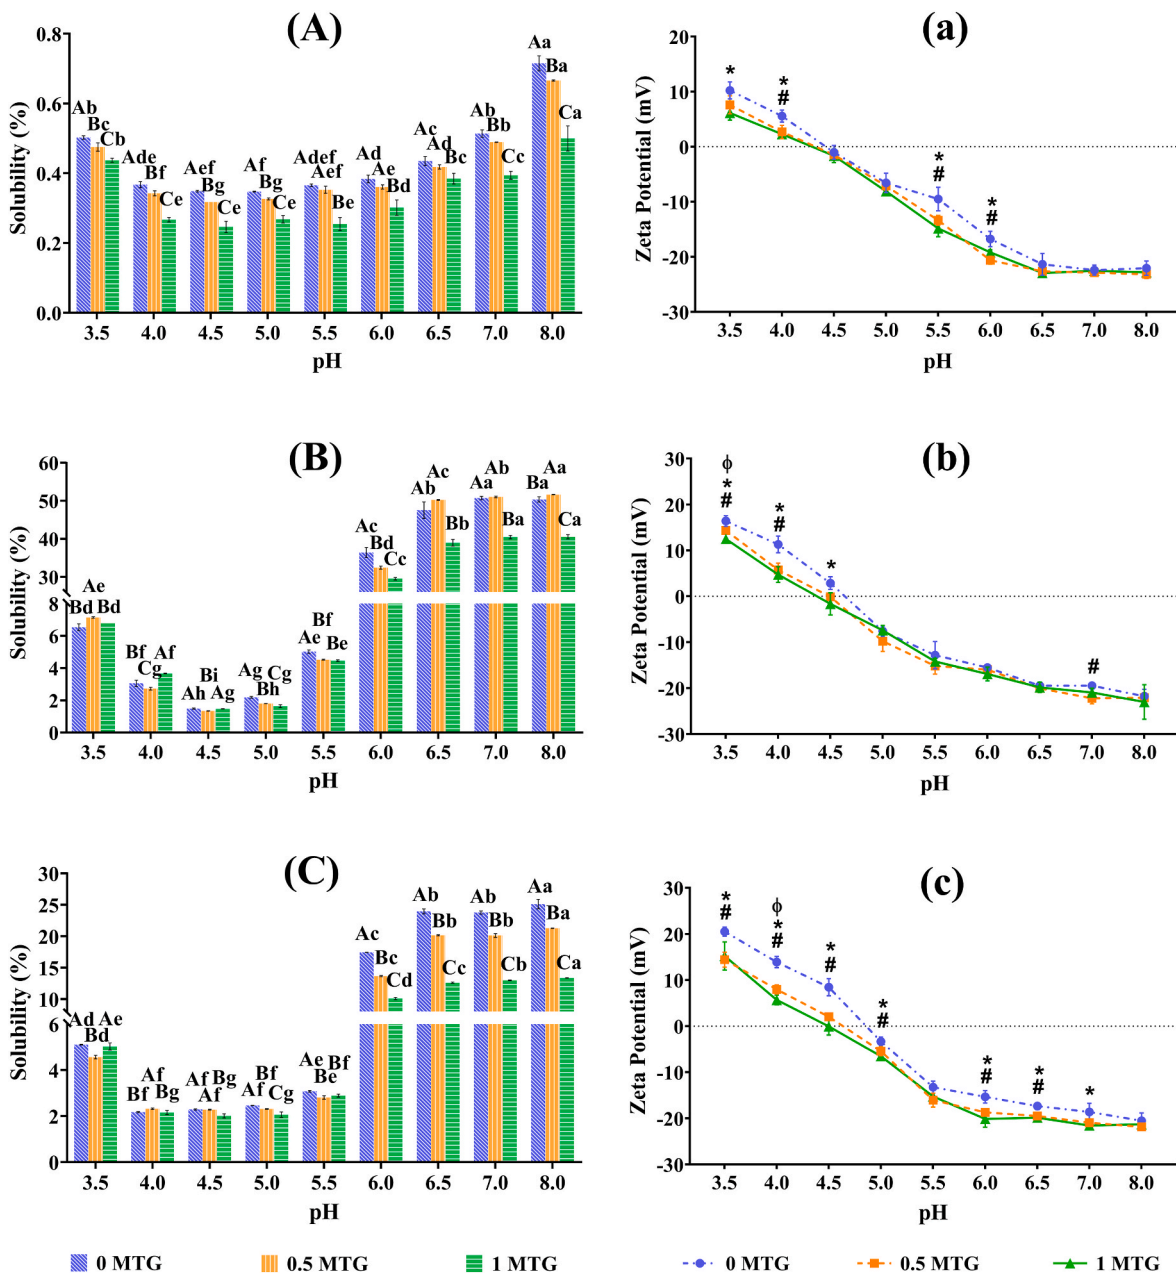 (A)
Solubility (%)
0.8
0.6
0.4
0.2
0.0
Ab Bc Cb
Ade Bf Ce
Aef Bg Ce
Af Bg Ce
Adef Aef Be
Ad Ae Bd
Ac Ad Bc
Ab Bb Cc
Aa Ba Ca
3.5 4.0 4.5 5.0 5.5 6.0 6.5 7.0 8.0
pH
(a)
Zeta Potential (mV)
20
10
0
-10
-20
-30
*
*
#
*
#
*
#
3.5 4.0 4.5 5.0 5.5 6.0 6.5 7.0 8.0
pH
(B)
Solubility (%)
60
50
40
30
8
6
4
2
0
Ae
Bd Bd
Bf Af
Cg
Bi
Ah Ag
Ag Cg
Bh
Bf
Ae Be
Ac Bd Cc
Ab Ac Bb
Aa Ab Ba
Ba Aa Ca
3.5 4.0 4.5 5.0 5.5 6.0 6.5 7.0 8.0
pH
(b)
Zeta Potential (mV)
30
20
10
0
-10
-20
-30
ϕ
*
#
*
#
*
#
3.5 4.0 4.5 5.0 5.5 6.0 6.5 7.0 8.0
pH
(C)
Solubility (%)
30
25
20
15
10
6
4
2
0
Ad Ae
Bd
Af
Bf Bg
Af Bg
Af
Bf
Af Cg
Ae Bf
Be
Ac Bc Cd
Ab Bb Cc
Ab Bb Cb
Aa Ba Ca
3.5 4.0 4.5 5.0 5.5 6.0 6.5 7.0 8.0
pH
(c)
Zeta Potential (mV)
30
20
10
0
-10
-20
-30
*
#
ϕ
*
#
*
#
*
#
*
#
*
#
*
3.5 4.0 4.5 5.0 5.5 6.0 6.5 7.0 8.0
pH
0 MTG 0.5 MTG 1 MTG
0 MTG 0.5 MTG 1 MTG